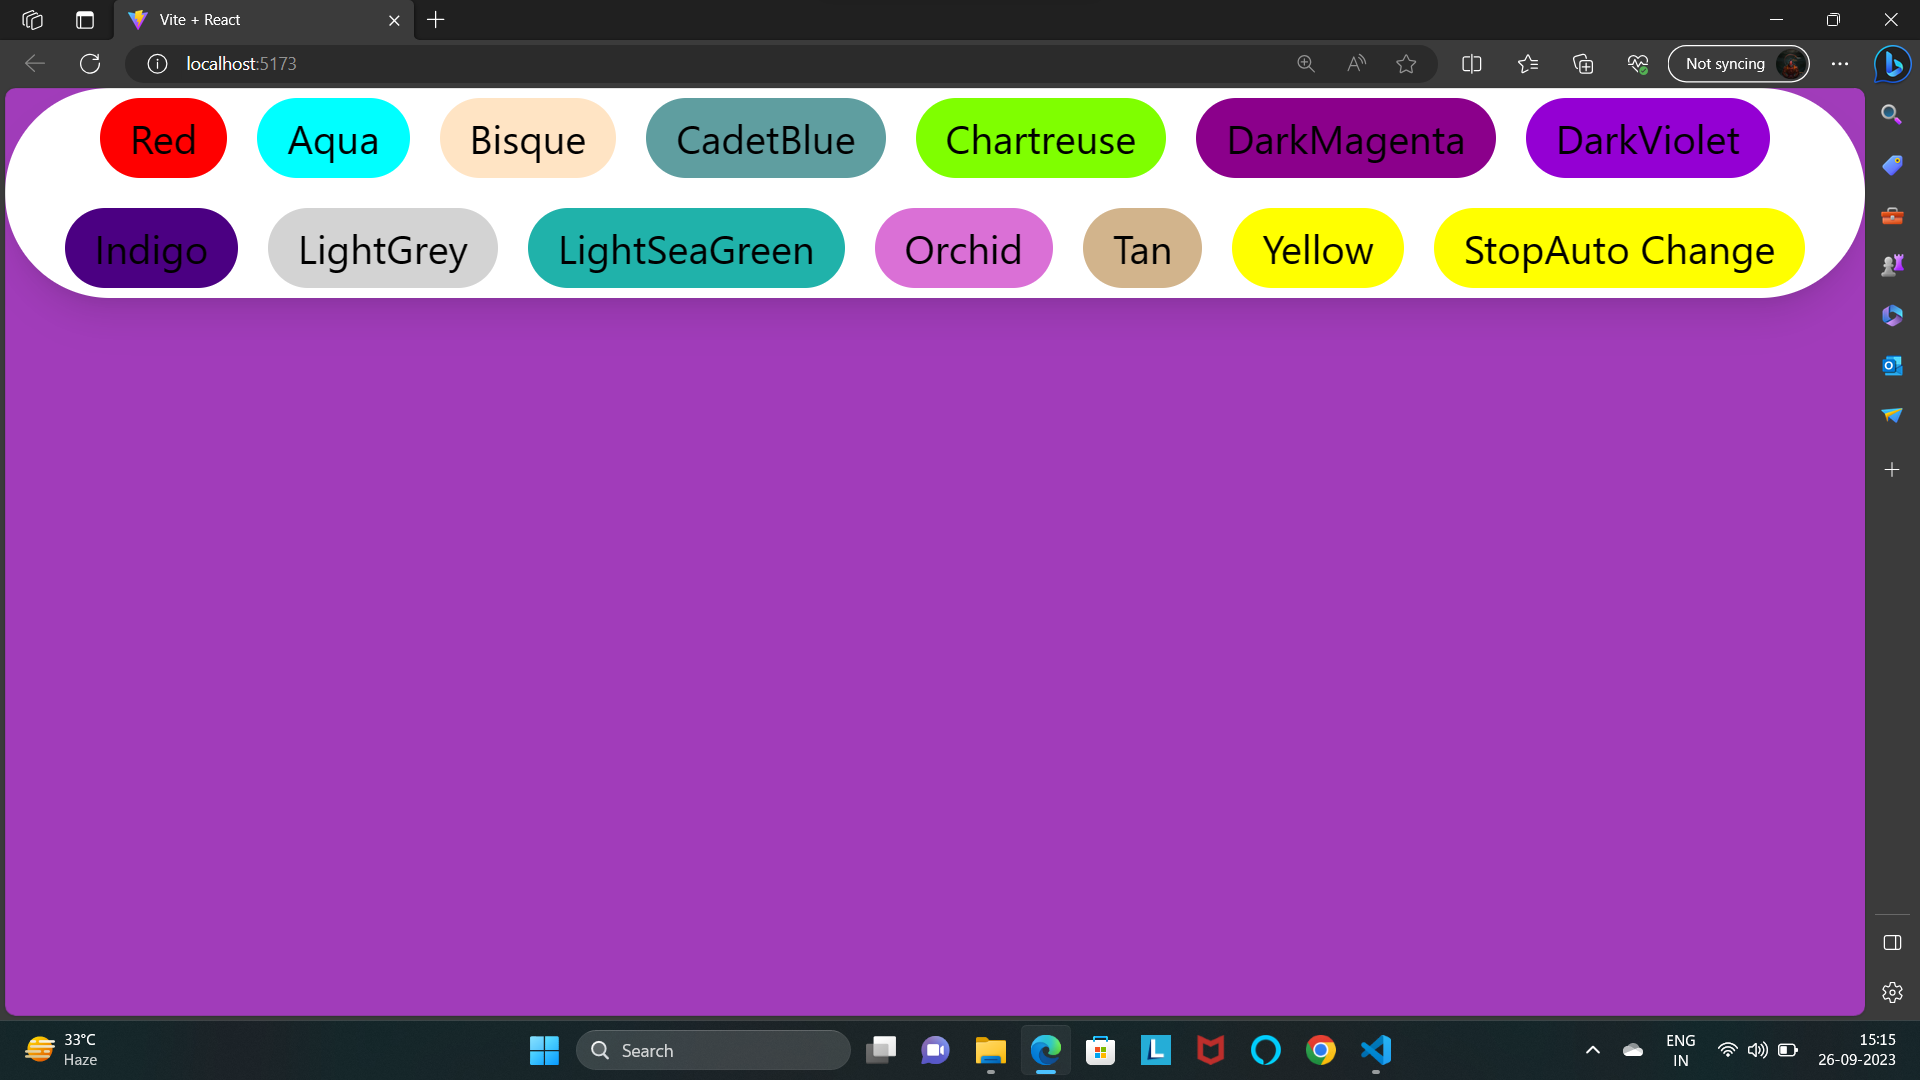 Vite + React
localhost:5173
Not syncing
Red Aqua Bisque CadetBlue Chartreuse DarkMagenta DarkViolet
Indigo LightGrey LightSeaGreen Orchid Tan Yellow StopAuto Change
33°C
Haze
Search
ENG
IN
15:15
26-09-2023